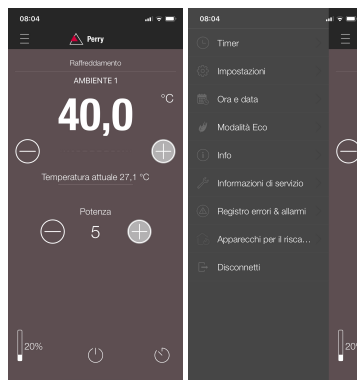 08:04
Perry
Raffreddamento
AMBIENTE 1
40,0 °C
Temperatura attuale 27,1 °C
Potenza
5
20%
08:04
Timer
Impostazioni
Ora e data
Modalità Eco
Info
Informazioni di servizio
Registro errori & allarmi
Apparecchi per il risca...
Disconnetti
20%